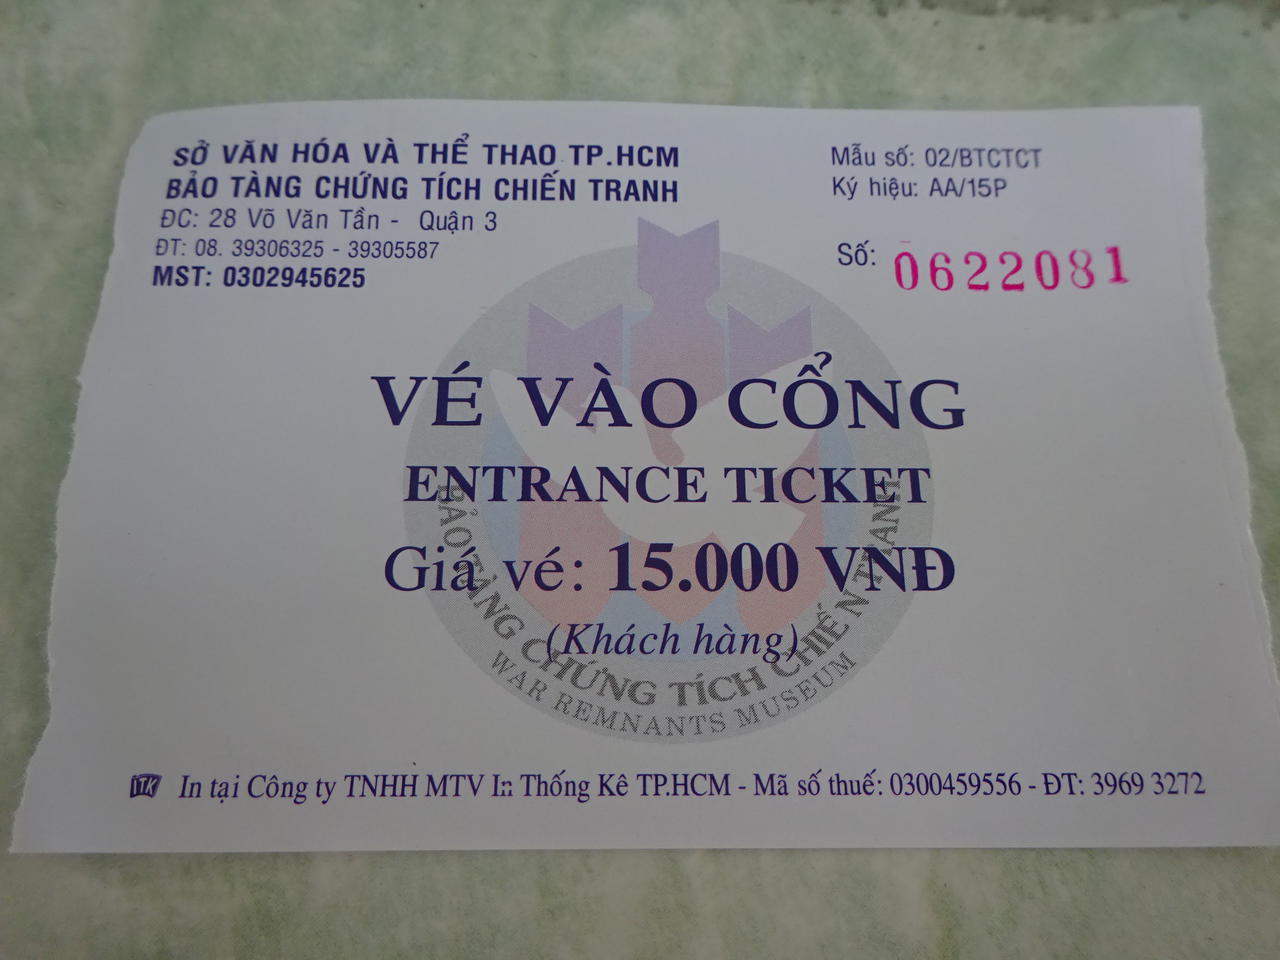 SỞ VĂN HÓA VÀ THỂ THAO TP.HCM
BẢO TÀNG CHỨNG TÍCH CHIẾN TRANH
ĐC: 28 Võ Văn Tần - Quận 3
ĐT: 08. 39306325 - 39305587
MST: 0302945625
Mẫu số: 02/BTCTCT
Ký hiệu: AA/15P
Số: 0622081
VÉ VÀO CỔNG
ENTRANCE TICKET
Giá vé: 15.000 VNĐ
(Khách hàng)
BẢO TÀNG CHỨNG TÍCH CHIẾN TRANH
WAR REMNANTS MUSEUM
ITK In tại Công ty TNHH MTV In Thống Kê TP.HCM - Mã số thuế: 0300459556 - ĐT: 3969 3272